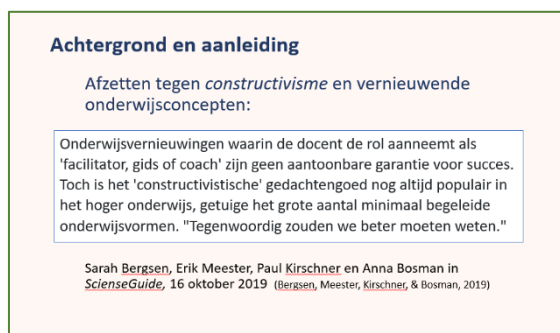 Achtergrond en aanleiding
Afzetten tegen constructivisme en vernieuwende
onderwijsconcepten:
Onderwijsvernieuwingen waarin de docent de rol aanneemt als
'facilitator, gids of coach' zijn geen aantoonbare garantie voor succes.
Toch is het 'constructivistische' gedachtengoed nog altijd populair in
het hoger onderwijs, getuige het grote aantal minimaal begeleide
onderwijsvormen. "Tegenwoordig zouden we beter moeten weten."
Sarah Bergsen, Erik Meester, Paul Kirschner en Anna Bosman in
ScienseGuide, 16 oktober 2019 (Bergsen, Meester, Kirschner, & Bosman, 2019)